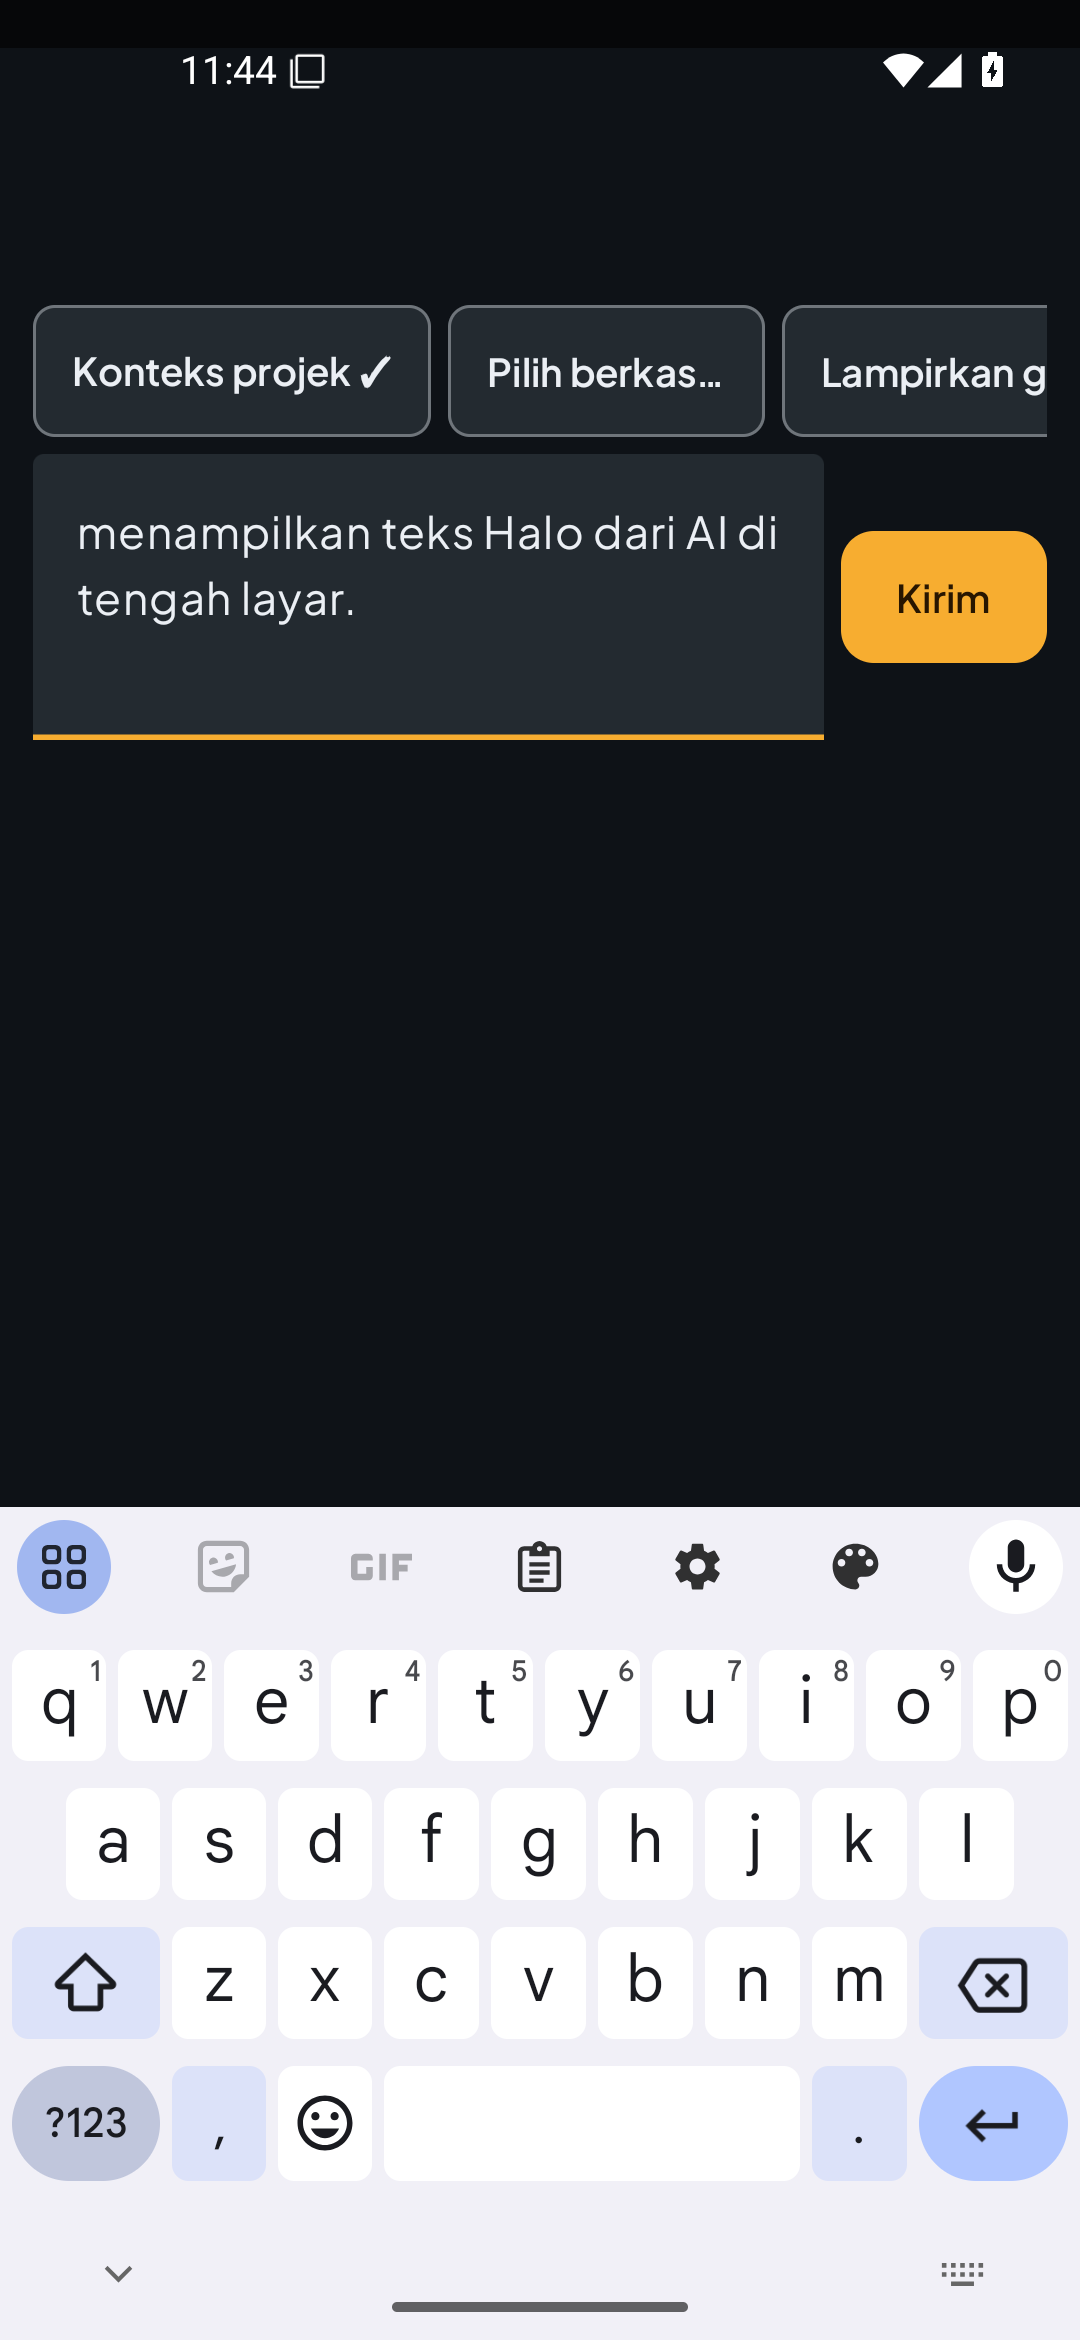 11:44
Konteks projek ✓
Pilih berkas...
Lampirkan g
menampilkan teks Halo dari AI di
tengah layar.
Kirim
GIF
q 1 w 2 e 3 r 4 t 5 y 6 u 7 i 8 o 9 p 0
a s d f g h j k l
z x c v b n m
?123 , .